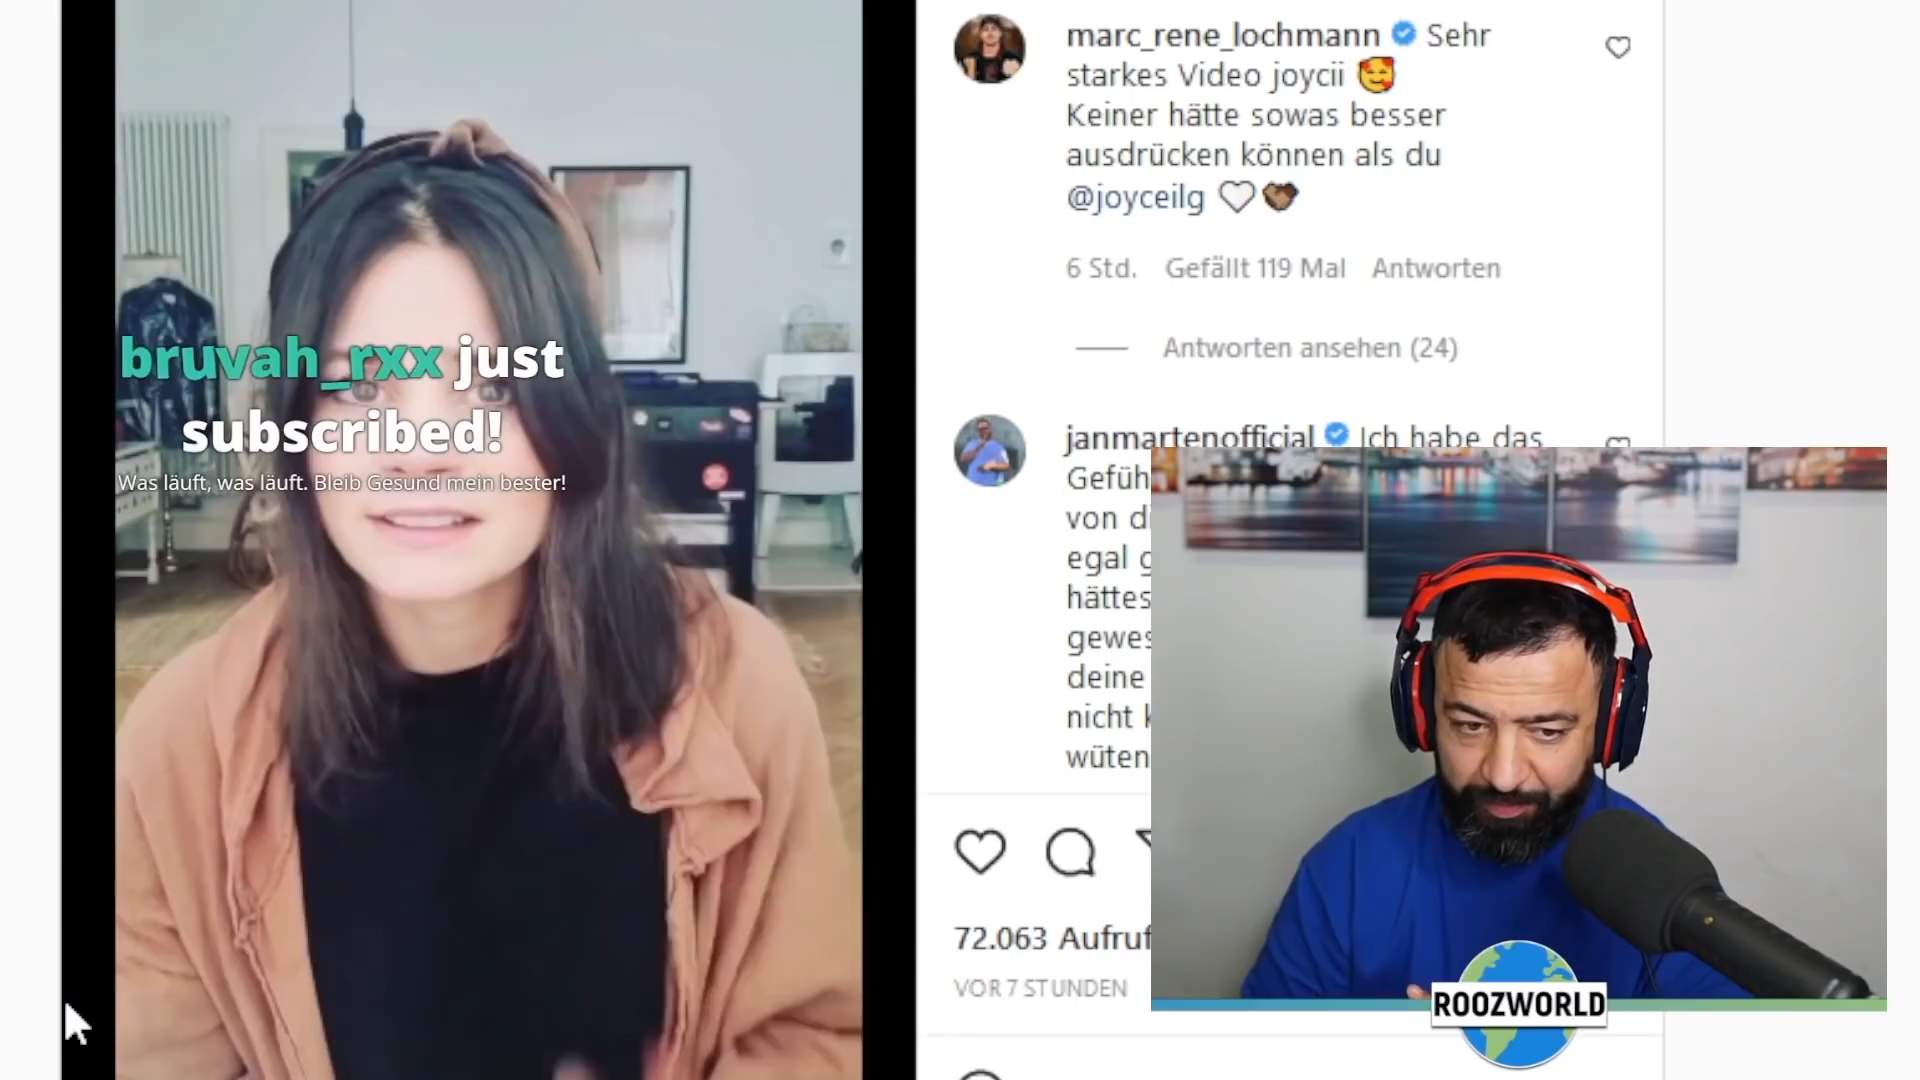 bruvah_rxx just
subscribed!
Was läuft, was läuft. Bleib Gesund mein bester!
marc_rene_lochmann Sehr
starkes Video joycii 🥰
Keiner hätte sowas besser
ausdrücken können als du
@joyceilg 🤍🤎
6 Std. Gefällt 119 Mal Antworten
Antworten ansehen (24)
janmartenofficial Ich habe das
Gefüh
von di
egal g
hättes
gewes
deine
nicht k
wüten
72.063 Aufruf
VOR 7 STUNDEN
ROOZWORLD